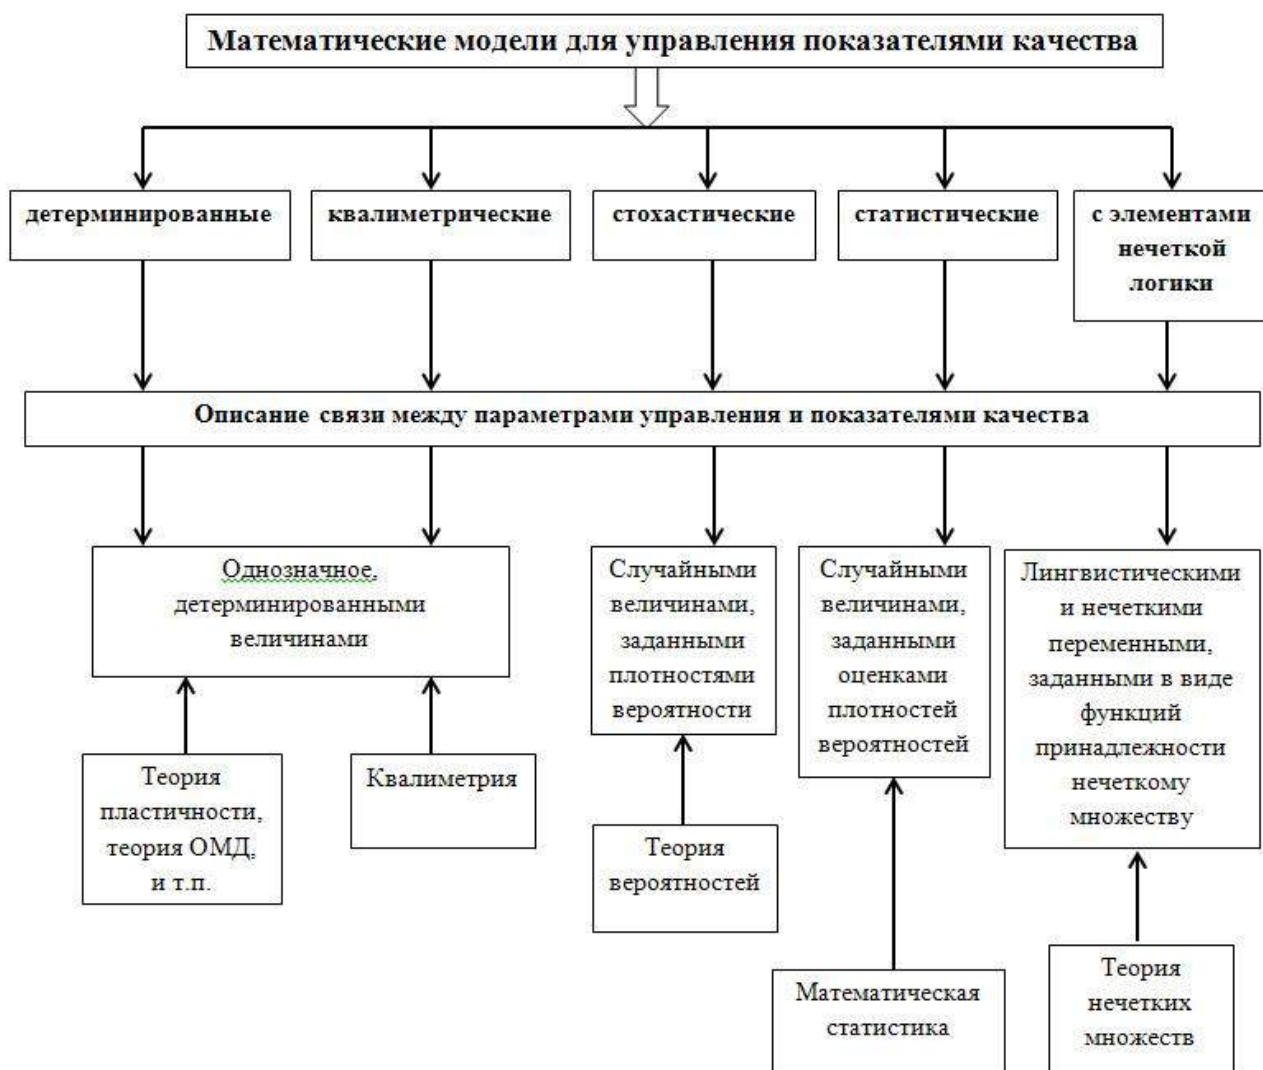 Математические модели для управления показателями качества
детерминированные
квалиметрические
стохастические
статистические
с элементами
нечеткой
логики
Описание связи между параметрами управления и показателями качества
Однозначное,
детерминированными
величинами
Случайными
величинами,
заданными
плотностями
вероятности
Случайными
величинами,
заданными
оценками
плотностей
вероятностей
Лингвистическими
и нечеткими
переменными,
заданными в виде
функций
принадлежности
нечеткому
множеству
Теория
пластичности,
теория ОМД,
и т.п.
Квалиметрия
Теория
вероятностей
Математическая
статистика
Теория
нечетких
множеств